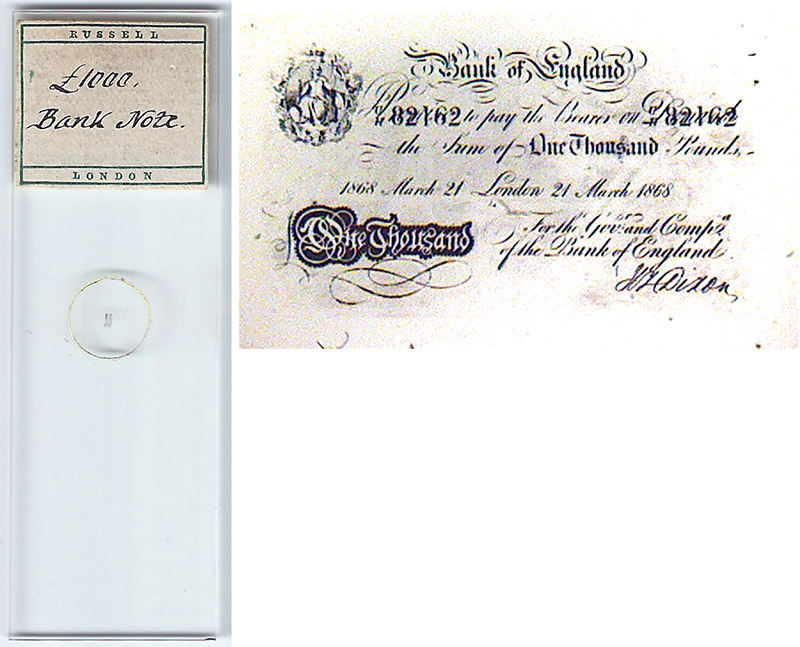 RUSSELL
£1000.
Bank Note.
LONDON
Bank of England
82162 to pay the Bearer on Demand 82162
the Sum of One Thousand Pounds
1868 March 21 London 21 March 1868
For the Govr and Compa
One Thousand
of the Bank of England
Dixon